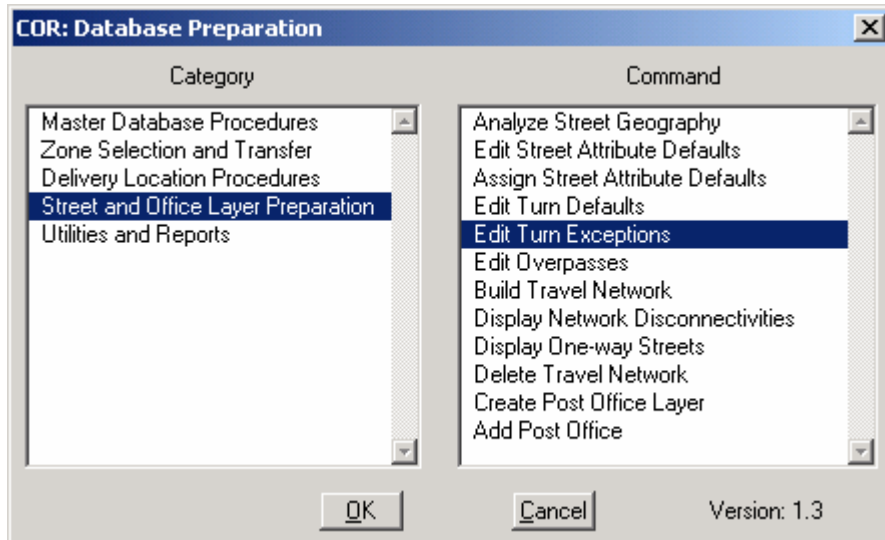 COR: Database Preparation
Category
Command
Master Database Procedures
Zone Selection and Transfer
Delivery Location Procedures
Street and Office Layer Preparation
Utilities and Reports
Analyze Street Geography
Edit Street Attribute Defaults
Assign Street Attribute Defaults
Edit Turn Defaults
Edit Turn Exceptions
Edit Overpasses
Build Travel Network
Display Network Disconnectivities
Display One-way Streets
Delete Travel Network
Create Post Office Layer
Add Post Office
OK
Cancel
Version: 1.3